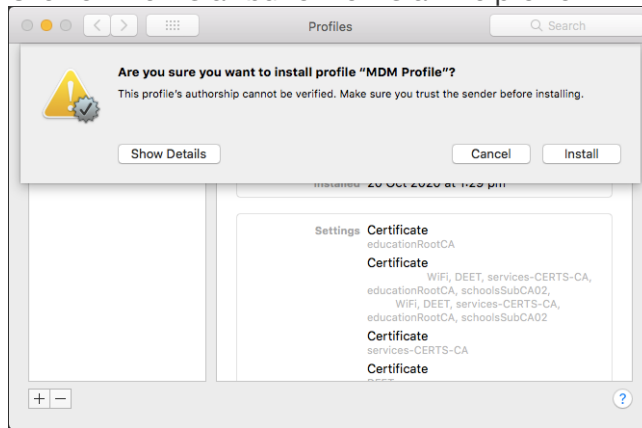 Profiles
Search
Are you sure you want to install profile “MDM Profile”?
This profile's authorship cannot be verified. Make sure you trust the sender before installing.
Show Details
Cancel
Install
Installed 20 Oct 2020 at 1:29 pm
Settings Certificate
educationRootCA
Certificate
WiFi, DEET, services-CERTS-CA,
educationRootCA, schoolsSubCA02,
WiFi, DEET, services-CERTS-CA,
educationRootCA, schoolsSubCA02
Certificate
services-CERTS-CA
Certificate
+ −
?